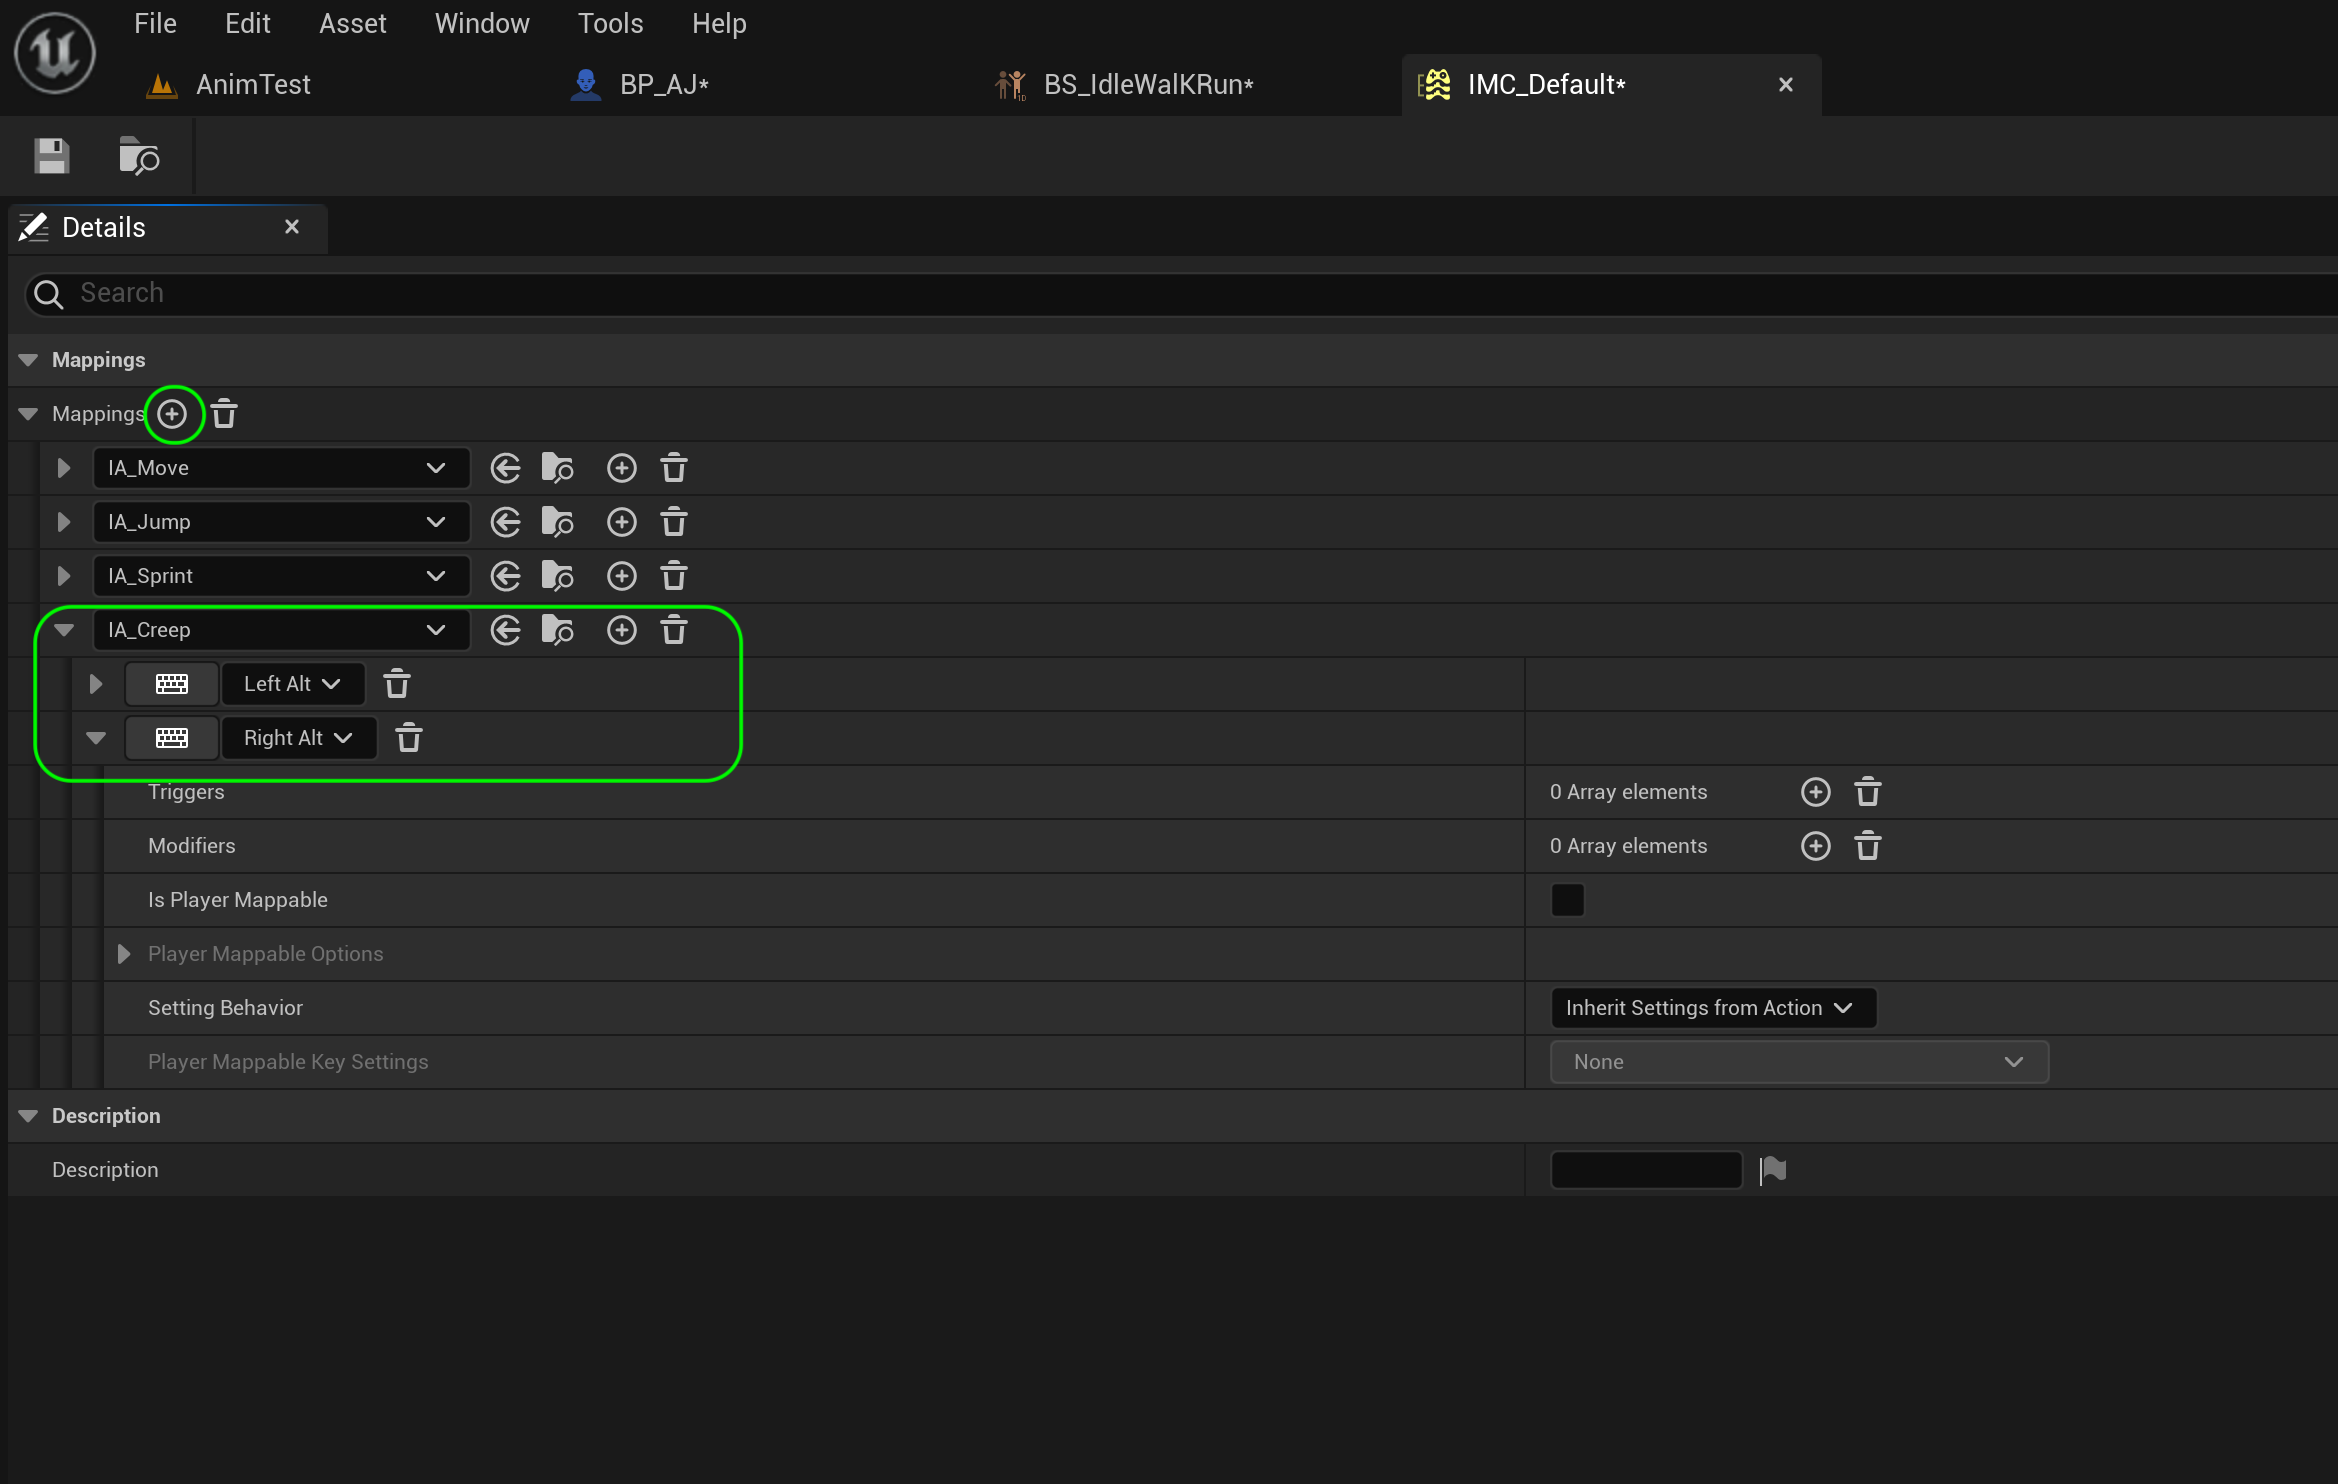 File Edit Asset Window Tools Help
AnimTest BP_AJ* BS_IdleWalKRun* IMC_Default*
Details
Search
Mappings
Mappings
IA_Move
IA_Jump
IA_Sprint
IA_Creep
Left Alt
Right Alt
Triggers 0 Array elements
Modifiers 0 Array elements
Is Player Mappable
Player Mappable Options
Setting Behavior Inherit Settings from Action
Player Mappable Key Settings None
Description
Description